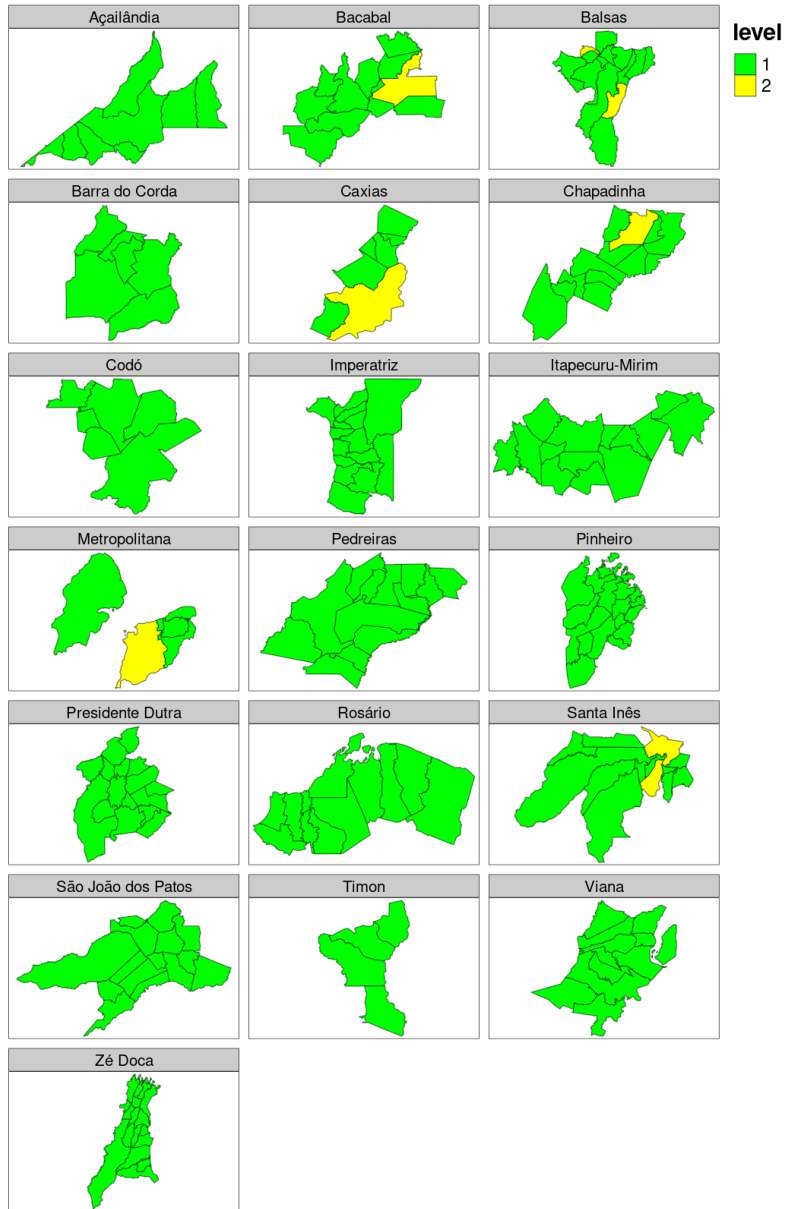 Açailândia
Bacabal
Balsas
level
1
2
Barra do Corda
Caxias
Chapadinha
Codó
Imperatriz
Itapecuru-Mirim
Metropolitana
Pedreiras
Pinheiro
Presidente Dutra
Rosário
Santa Inês
São João dos Patos
Timon
Viana
Zé Doca